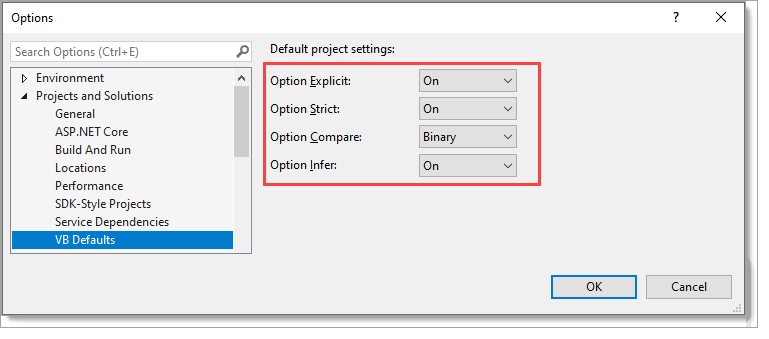 Options
?
Search Options (Ctrl+E)
Environment
Projects and Solutions
General
ASP.NET Core
Build And Run
Locations
Performance
SDK-Style Projects
Service Dependencies
VB Defaults
Default project settings:
Option Explicit: On
Option Strict: On
Option Compare: Binary
Option Infer: On
OK Cancel